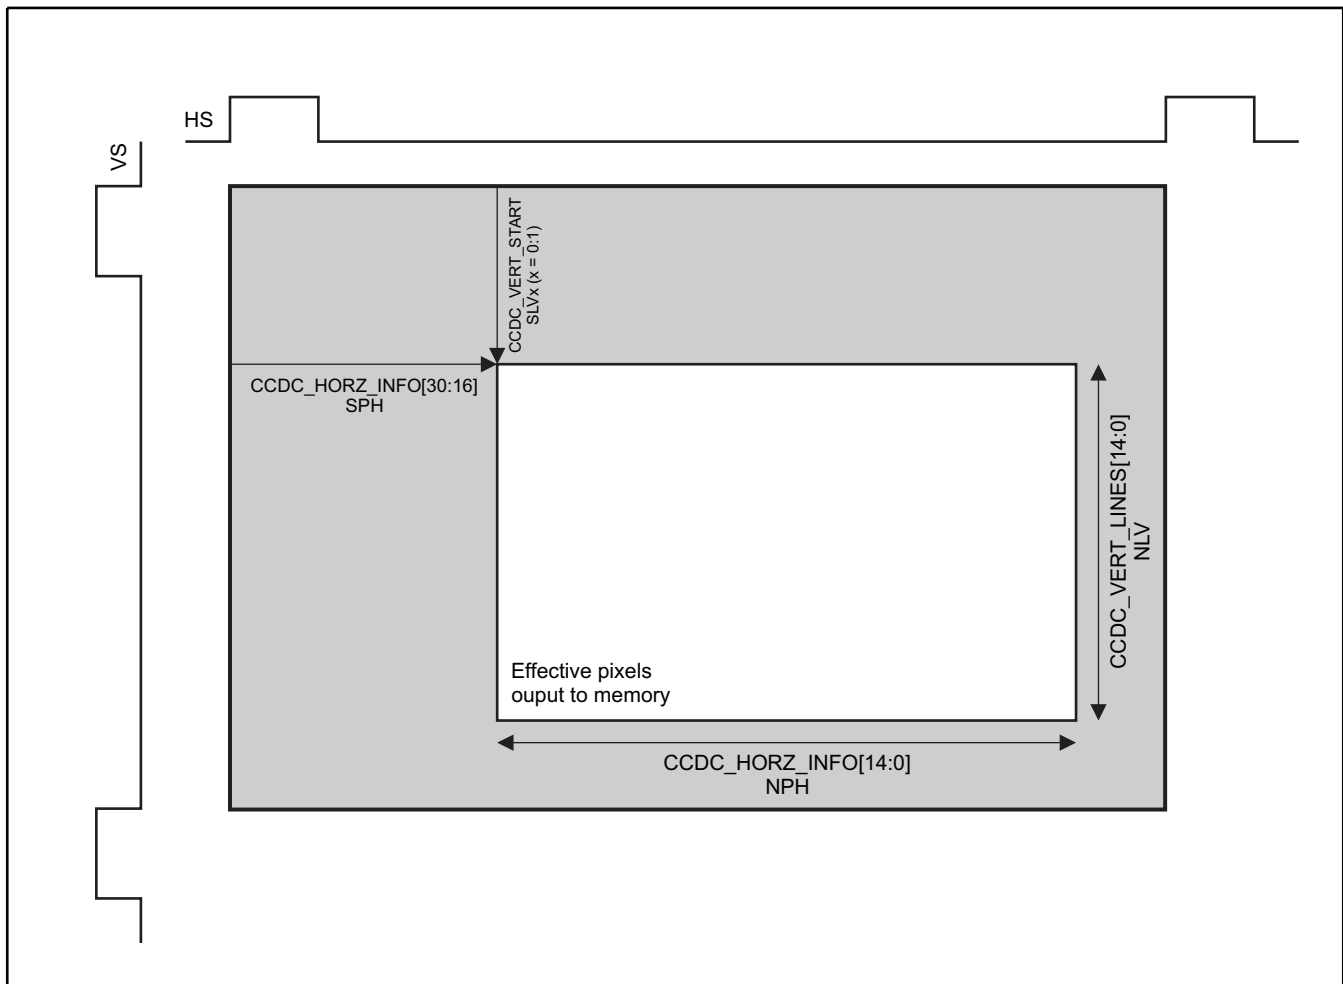 HS
VS
CCDC_VERT_START
SLVx (x = 0:1)
CCDC_HORZ_INFO[30:16]
SPH
CCDC_VERT_LINES[14:0]
NLV
Effective pixels
ouput to memory
CCDC_HORZ_INFO[14:0]
NPH